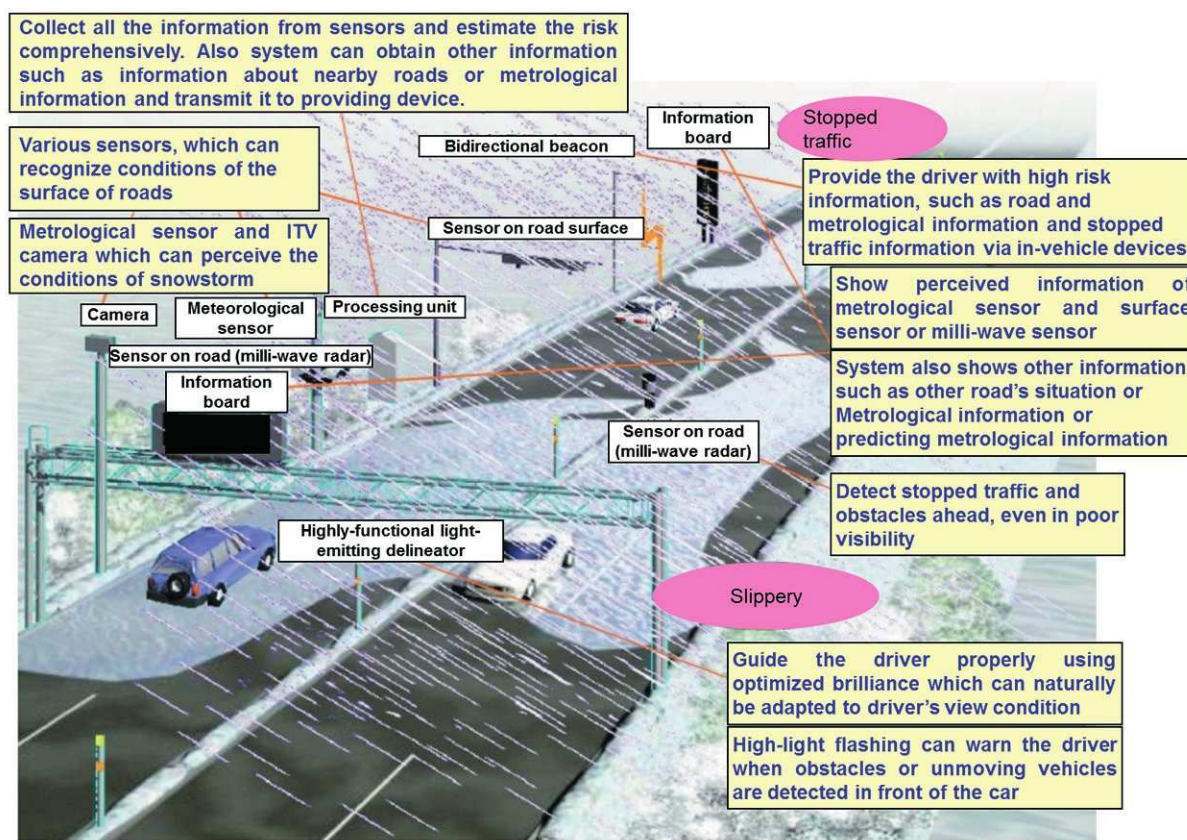 Collect all the information from sensors and estimate the risk
comprehensively. Also system can obtain other information
such as information about nearby roads or metrological
information and transmit it to providing device.
Various sensors, which can
recognize conditions of the
surface of roads
Metrological sensor and ITV
camera which can perceive the
conditions of snowstorm
Bidirectional beacon
Information
board
Stopped
traffic
Provide the driver with high risk
information, such as road and
metrological information and stopped
traffic information via in-vehicle devices
Sensor on road surface
Show perceived information of
metrological sensor and surface
sensor or milli-wave sensor
Camera
Meteorological
sensor
Processing unit
Sensor on road (milli-wave radar)
Information
board
System also shows other information
such as other road's situation or
Metrological information or
predicting metrological information
Sensor on road
(milli-wave radar)
Detect stopped traffic and
obstacles ahead, even in poor
visibility
Highly-functional light-
emitting delineator
Slippery
Guide the driver properly using
optimized brilliance which can naturally
be adapted to driver's view condition
High-light flashing can warn the driver
when obstacles or unmoving vehicles
are detected in front of the car